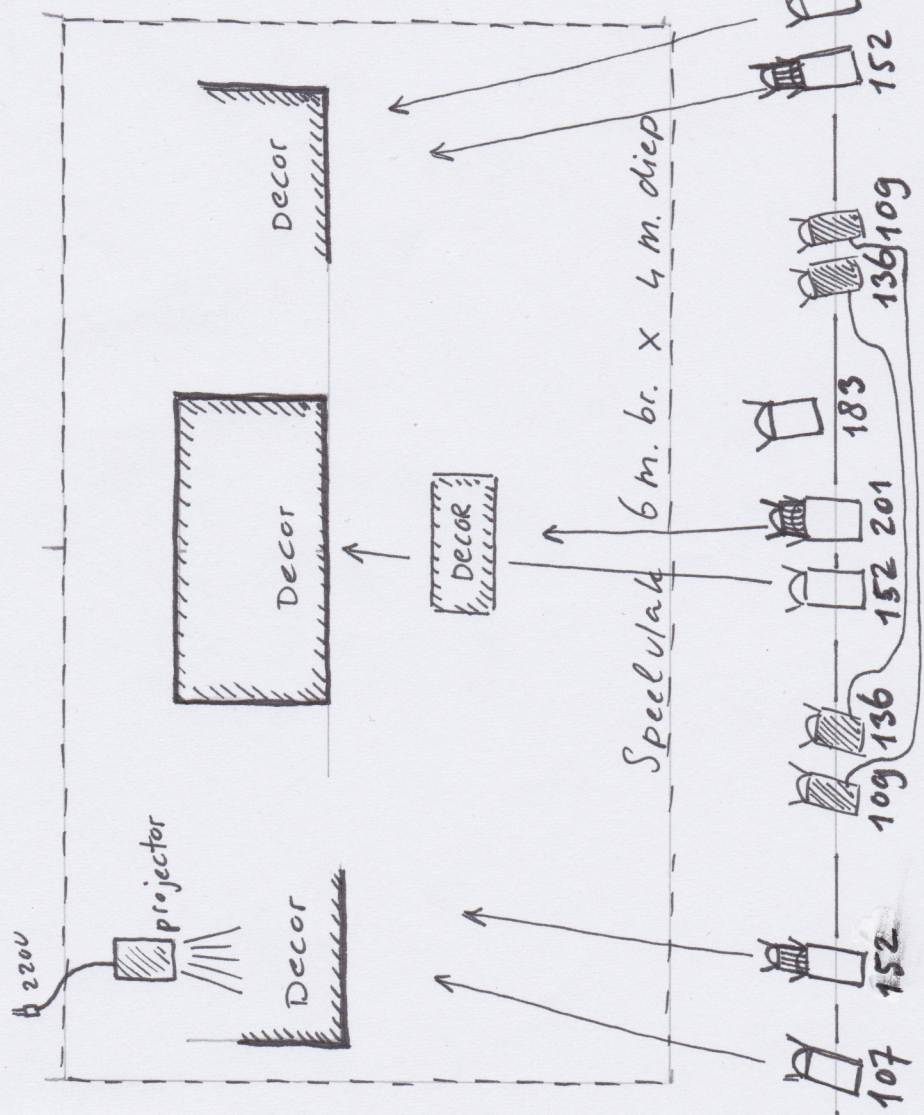 220V
projector
Decor
Decor
DECOR
Decor
Speelvlak 6 m. br. x 4 m. diep
107
152
109
136
152
201
183
136
109
152